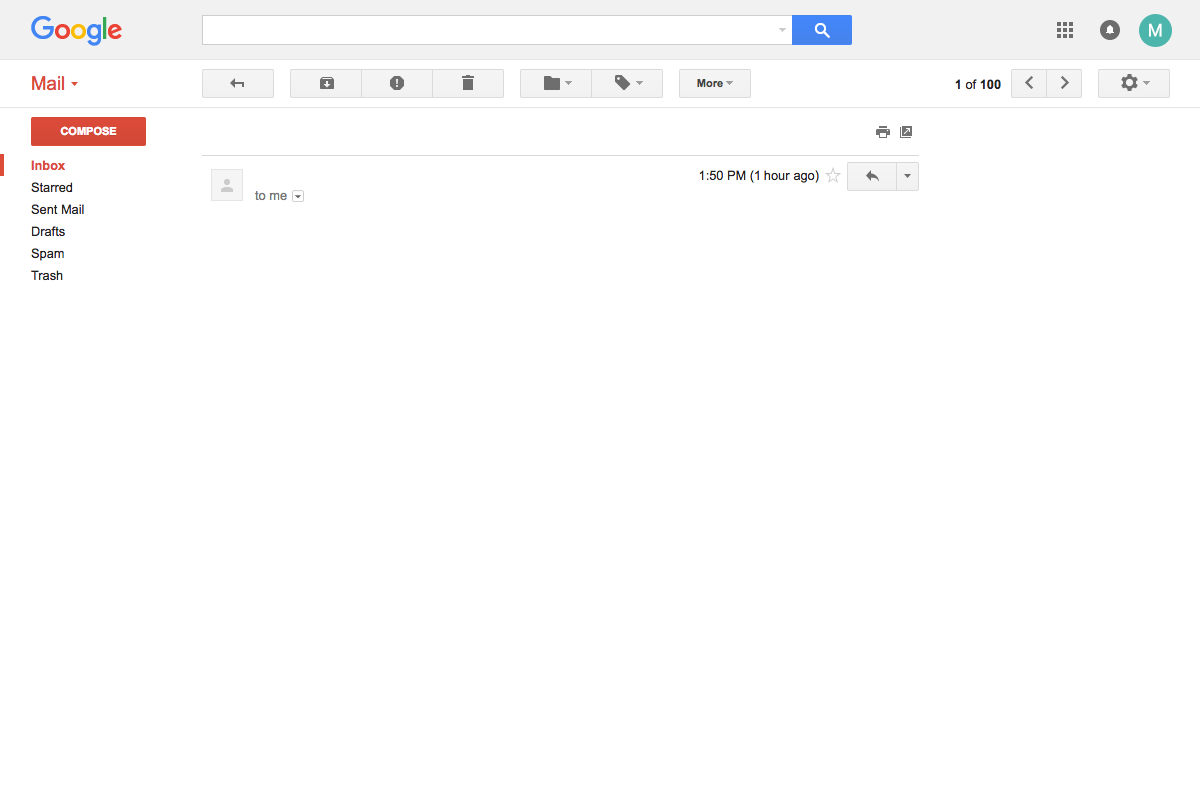 Google
M
Mail
More
1 of 100
COMPOSE
Inbox
1:50 PM (1 hour ago)
Starred
to me
Sent Mail
Drafts
Spam
Trash